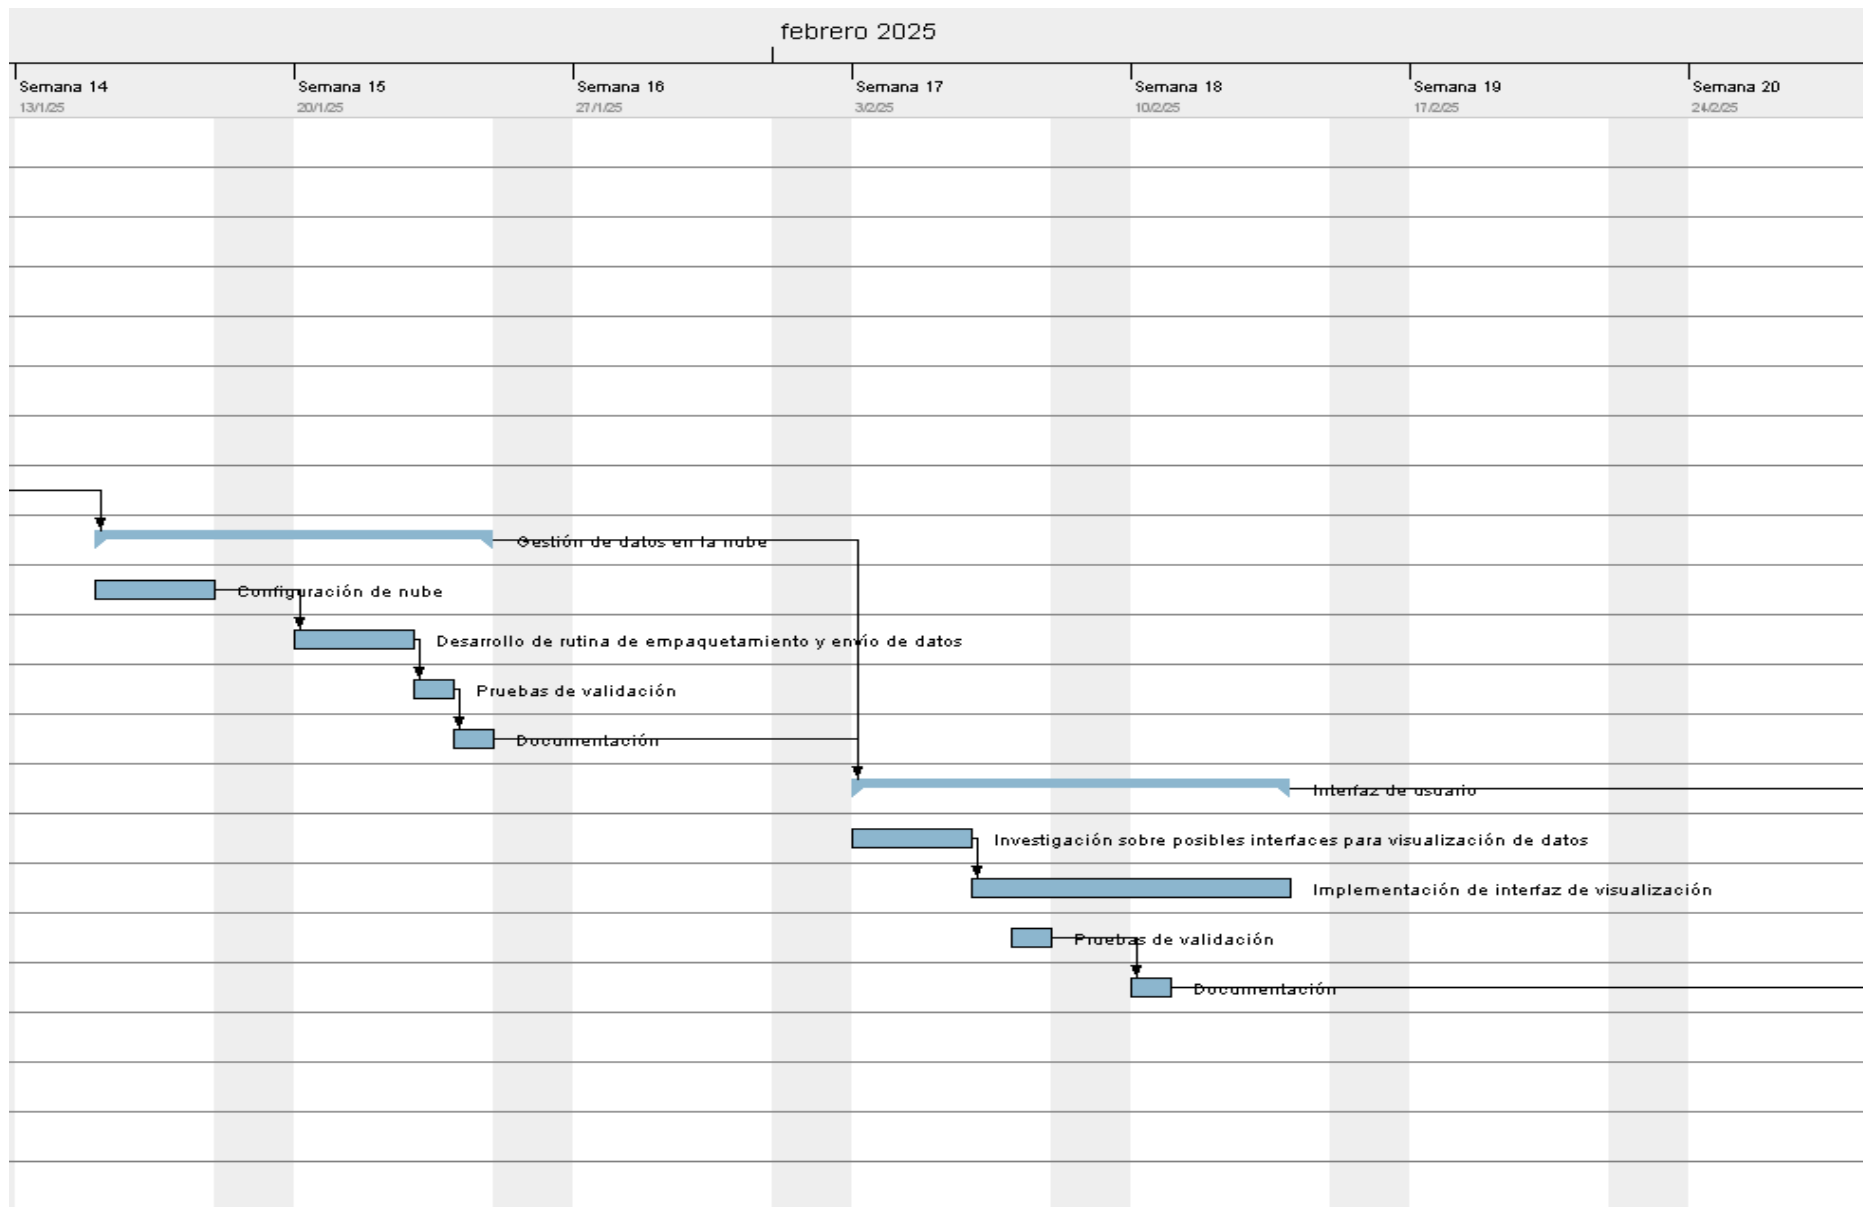 febrero 2025
Semana 14
Semana 15
Semana 16
Semana 17
Semana 18
Semana 19
Semana 20
13/1/25
20/1/25
27/1/25
3/2/25
10/2/25
17/2/25
24/2/25
Gestión de datos en la nube
Configuración de nube
Desarrollo de rutina de empaquetamiento y envío de datos
Pruebas de validación
Documentación
Interfaz de usuario
Investigación sobre posibles interfaces para visualización de datos
Implementación de interfaz de visualización
Pruebas de validación
Documentación